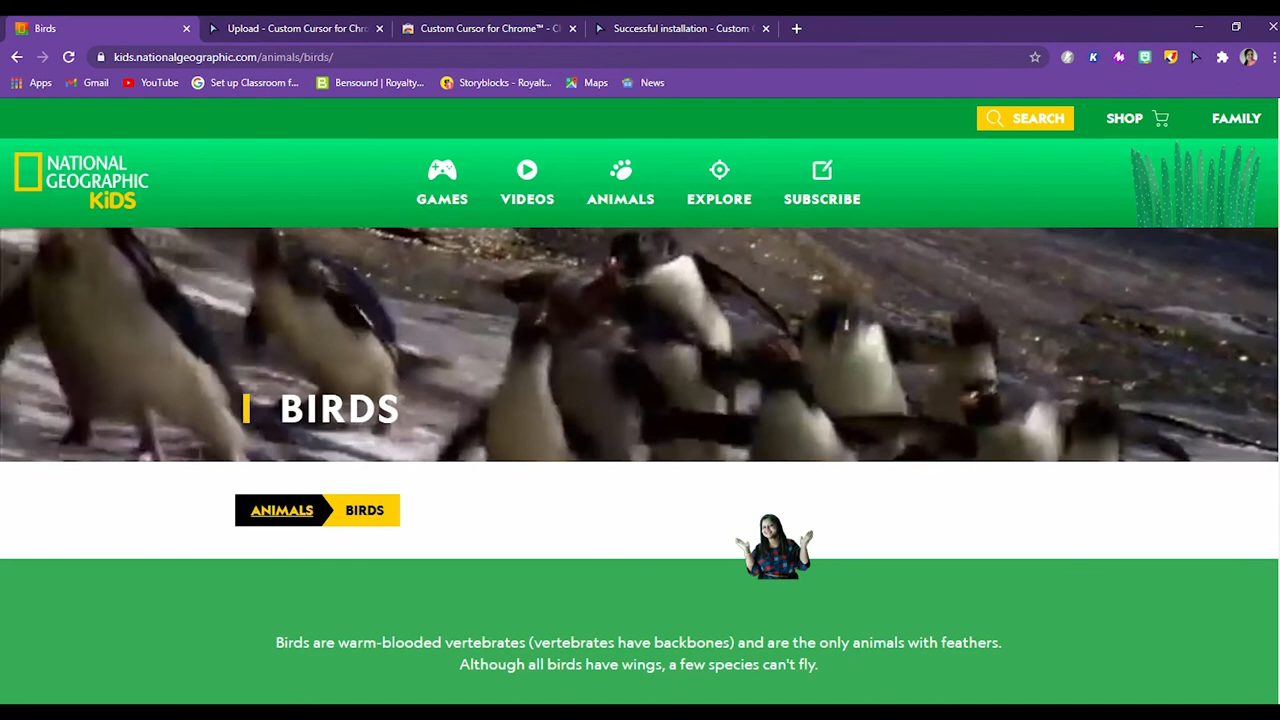 Birds
Upload - Custom Cursor for Chro
Custom Cursor for Chrome™ - C
Successful installation - Custom
kids.nationalgeographic.com/animals/birds/
Apps
Gmail
YouTube
Set up Classroom f...
Bensound | Royalty...
Storyblocks - Royalt...
Maps
News
SEARCH
SHOP
FAMILY
NATIONAL
GEOGRAPHIC
KiDS
GAMES
VIDEOS
ANIMALS
EXPLORE
SUBSCRIBE
BIRDS
ANIMALS
BIRDS
Birds are warm-blooded vertebrates (vertebrates have backbones) and are the only animals with feathers.
Although all birds have wings, a few species can't fly.